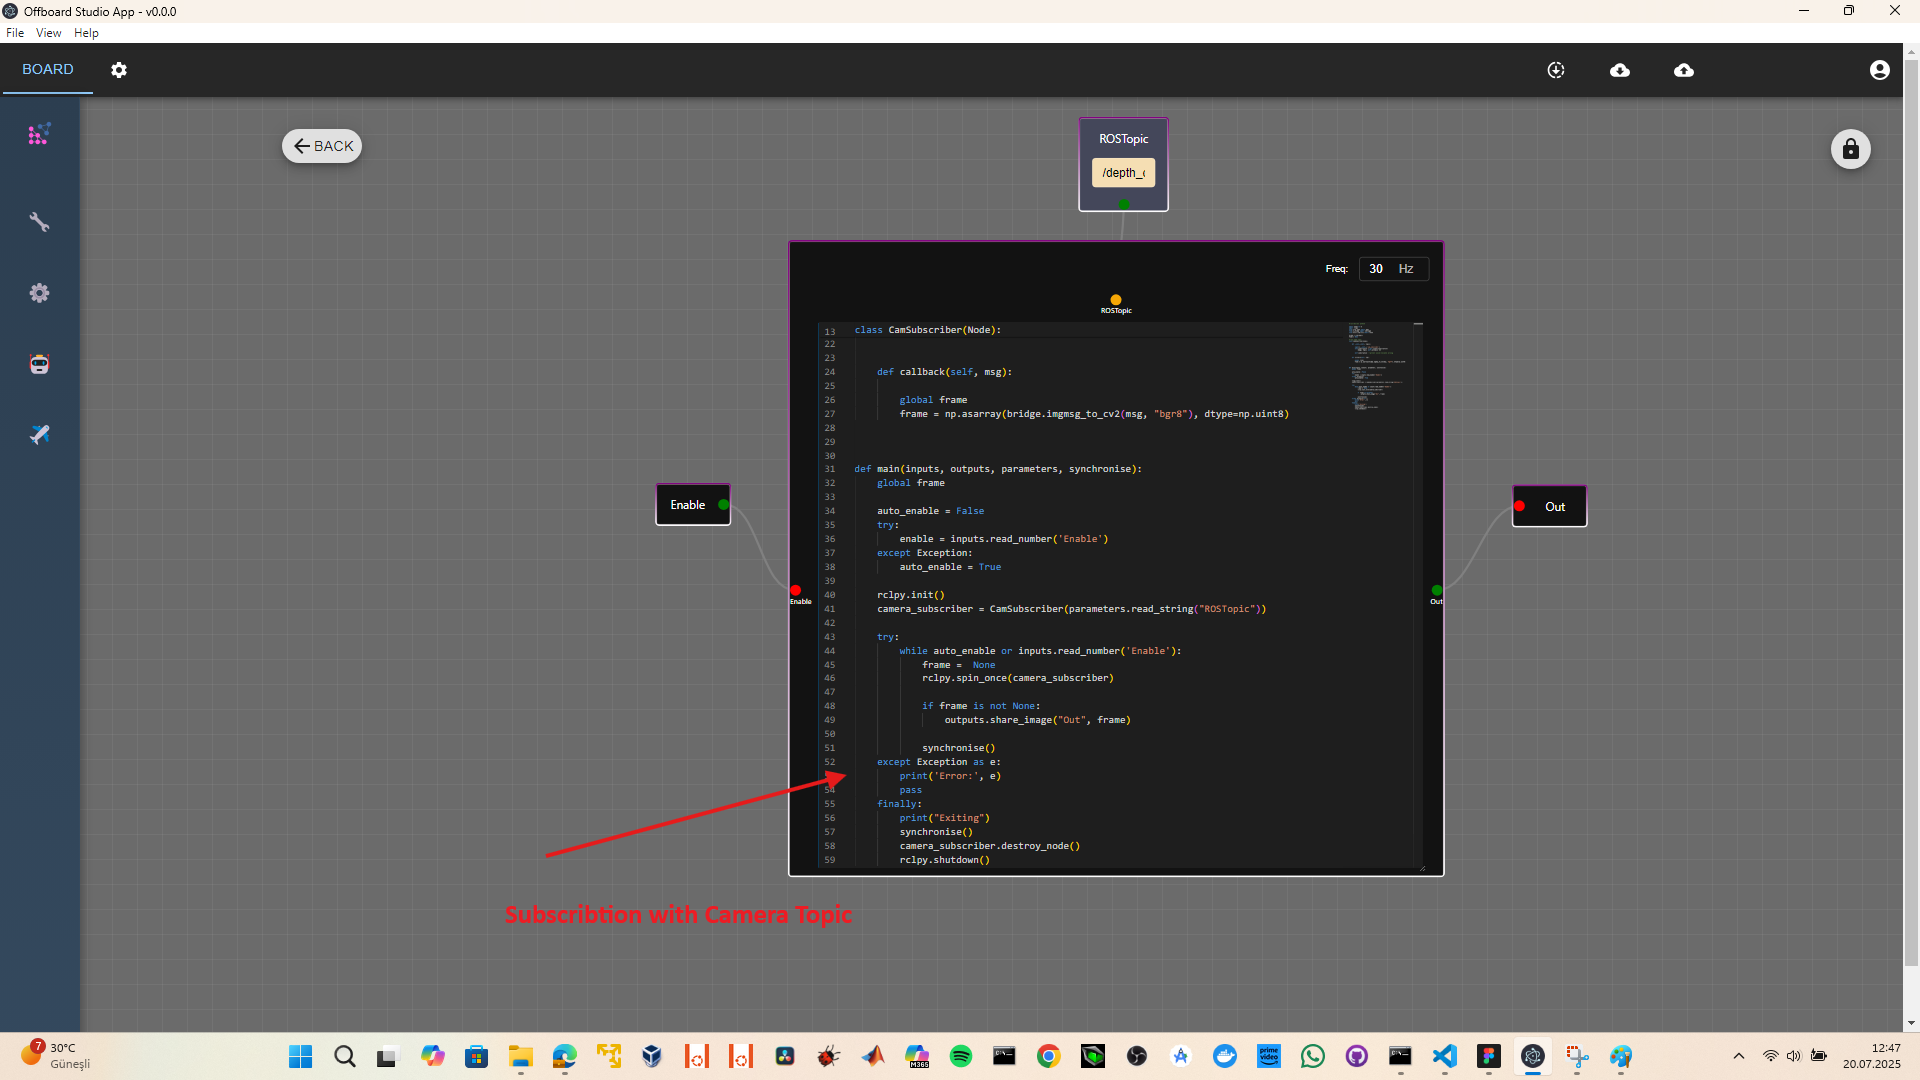 Offboard Studio App - v0.0.0
File View Help
BOARD
BACK
ROSTopic
/depth_c
Freq: 30 Hz
ROSTopic
13 class CamSubscriber(Node):
22
23
24 def callback(self, msg):
25
26 global frame
27 frame = np.asarray(bridge.imgmsg_to_cv2(msg, "bgr8"), dtype=np.uint8)
28
29
30
31 def main(inputs, outputs, parameters, synchronise):
32 global frame
33
34 auto_enable = False
35 try:
36 enable = inputs.read_number('Enable')
37 except Exception:
38 auto_enable = True
39
40 rclpy.init()
41 camera_subscriber = CamSubscriber(parameters.read_string("ROSTopic"))
42
43 try:
44 while auto_enable or inputs.read_number('Enable'):
45 frame = None
46 rclpy.spin_once(camera_subscriber)
47
48 if frame is not None:
49 outputs.share_image("Out", frame)
50
51 synchronise()
52 except Exception as e:
print('Error:', e)
54 pass
55 finally:
56 print("Exiting")
57 synchronise()
58 camera_subscriber.destroy_node()
59 rclpy.shutdown()
Enable
Enable
Out
Out
Subscribtion with Camera Topic
7
30°C
Güneşli
M365
prime video
12:47
20.07.2025